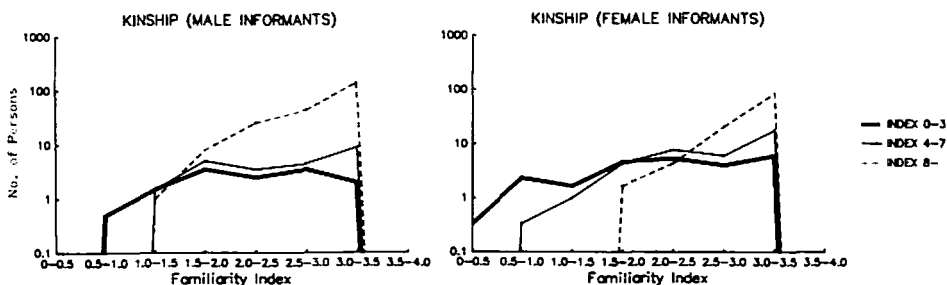 KINSHIP (MALE INFORMANTS)
1000
100
10
1
0.1
No. of Persons
0-0.5 0.5-1.0 1.0-1.5 1.5-2.0 2.0-2.5 2.5-3.0 3.0-3.5 3.5-4.0
Familiarity Index
KINSHIP (FEMALE INFORMANTS)
1000
100
10
1
0.1
0-0.5 0.5-1.0 1.0-1.5 1.5-2.0 2.0-2.5 2.5-3.0 3.0-3.5 3.5-4.0
Familiarity Index
INDEX 0-3
INDEX 4-7
INDEX 8-